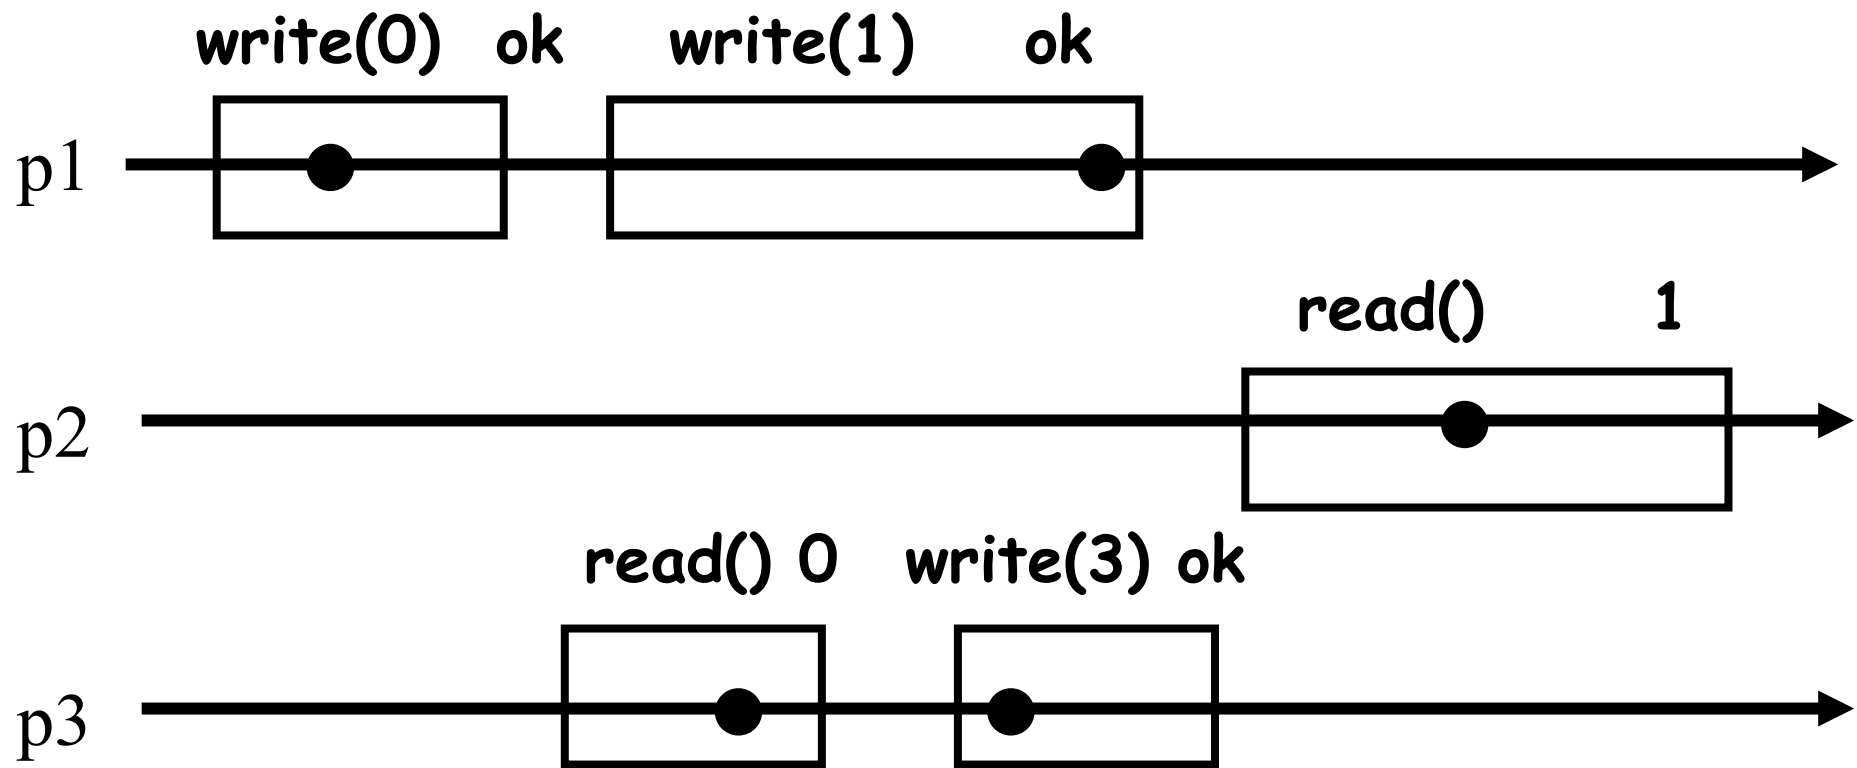 write(0) ok write(1) ok
p1
read() 1
p2
read() 0 write(3) ok
p3